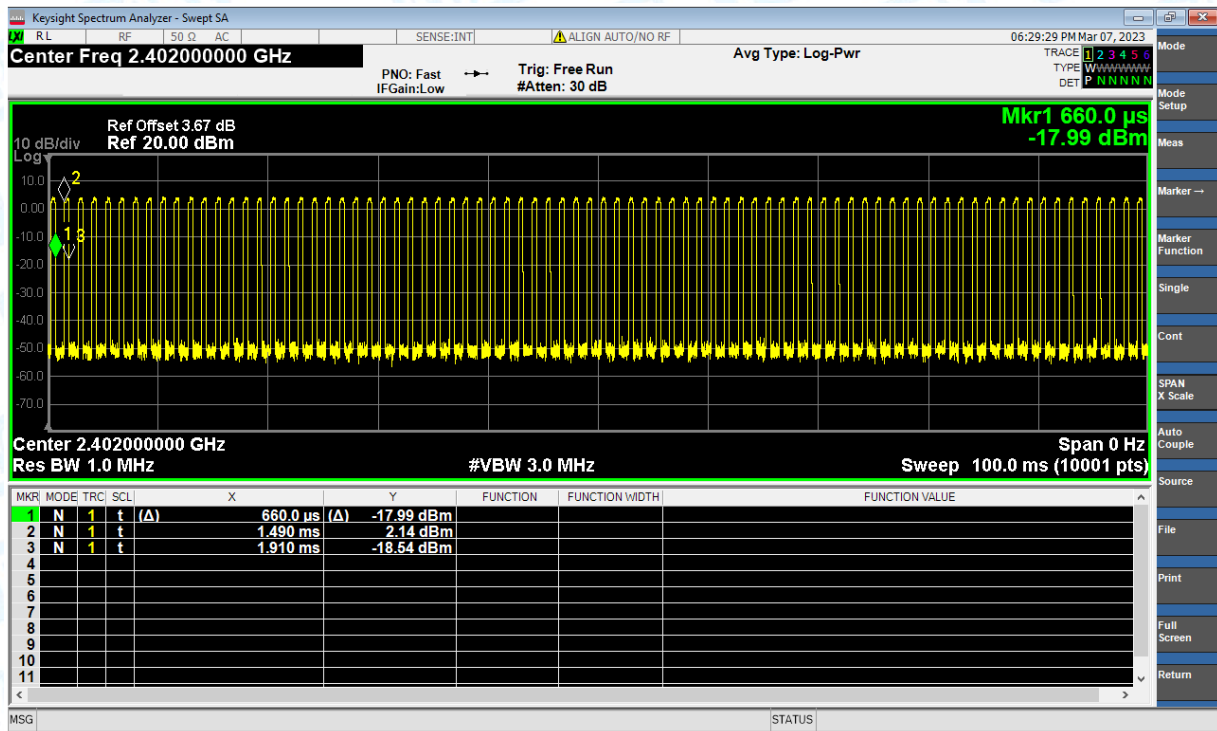 Keysight Spectrum Analyzer - Swept SA
LXI RL RF 50 Ω AC SENSE:INT ALIGN AUTO/NO RF 06:29:29 PM Mar 07, 2023
Center Freq 2.402000000 GHz
PNO: Fast
IFGain:Low
Trig: Free Run
#Atten: 30 dB
Avg Type: Log-Pwr
TRACE 1 2 3 4 5 6
TYPE WWWWWW
DET P N N N N N
Mkr1 660.0 µs
-17.99 dBm
Ref Offset 3.67 dB
10 dB/div Ref 20.00 dBm
Log
10.0
0.00
-10.0
-20.0
-30.0
-40.0
-50.0
-60.0
-70.0
2
1 3
Center 2.402000000 GHz Span 0 Hz
Res BW 1.0 MHz #VBW 3.0 MHz Sweep 100.0 ms (10001 pts)
MKR MODE TRC SCL X Y FUNCTION FUNCTION WIDTH FUNCTION VALUE
1 N 1 t (Δ) 660.0 µs (Δ) -17.99 dBm
2 N 1 t 1.490 ms 2.14 dBm
3 N 1 t 1.910 ms -18.54 dBm
4
5
6
7
8
9
10
11
MSG STATUS
Mode
Mode
Setup
Meas
Marker →
Marker
Function
Single
Cont
SPAN
X Scale
Auto
Couple
Source
File
Print
Full
Screen
Return